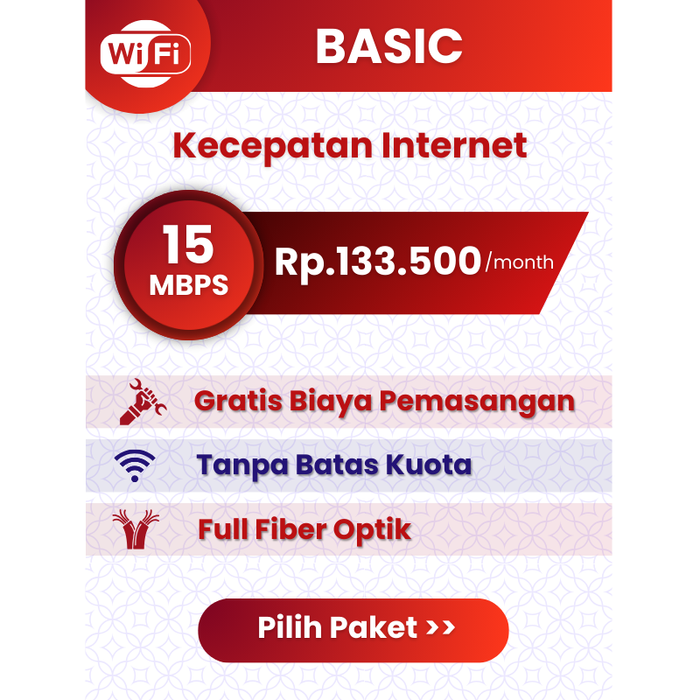 WiFi
BASIC
Kecepatan Internet
15
MBPS
Rp.133.500/month
Gratis Biaya Pemasangan
Tanpa Batas Kuota
Full Fiber Optik
Pilih Paket >>